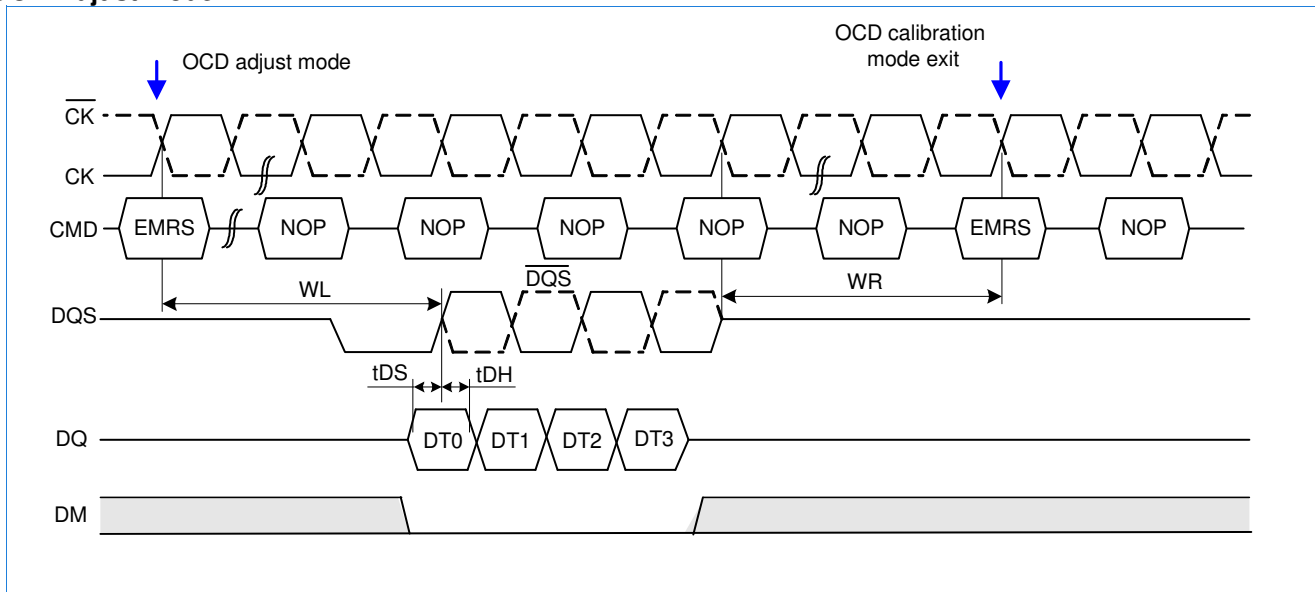 OCD adjust mode
OCD calibration
mode exit
CK
CK
CMD EMRS NOP NOP NOP NOP NOP EMRS NOP
WL DQS WR
DQS
tDS tDH
DQ DT0 DT1 DT2 DT3
DM